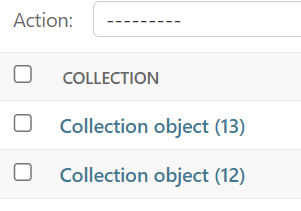 Action: ---------
COLLECTION
Collection object (13)
Collection object (12)